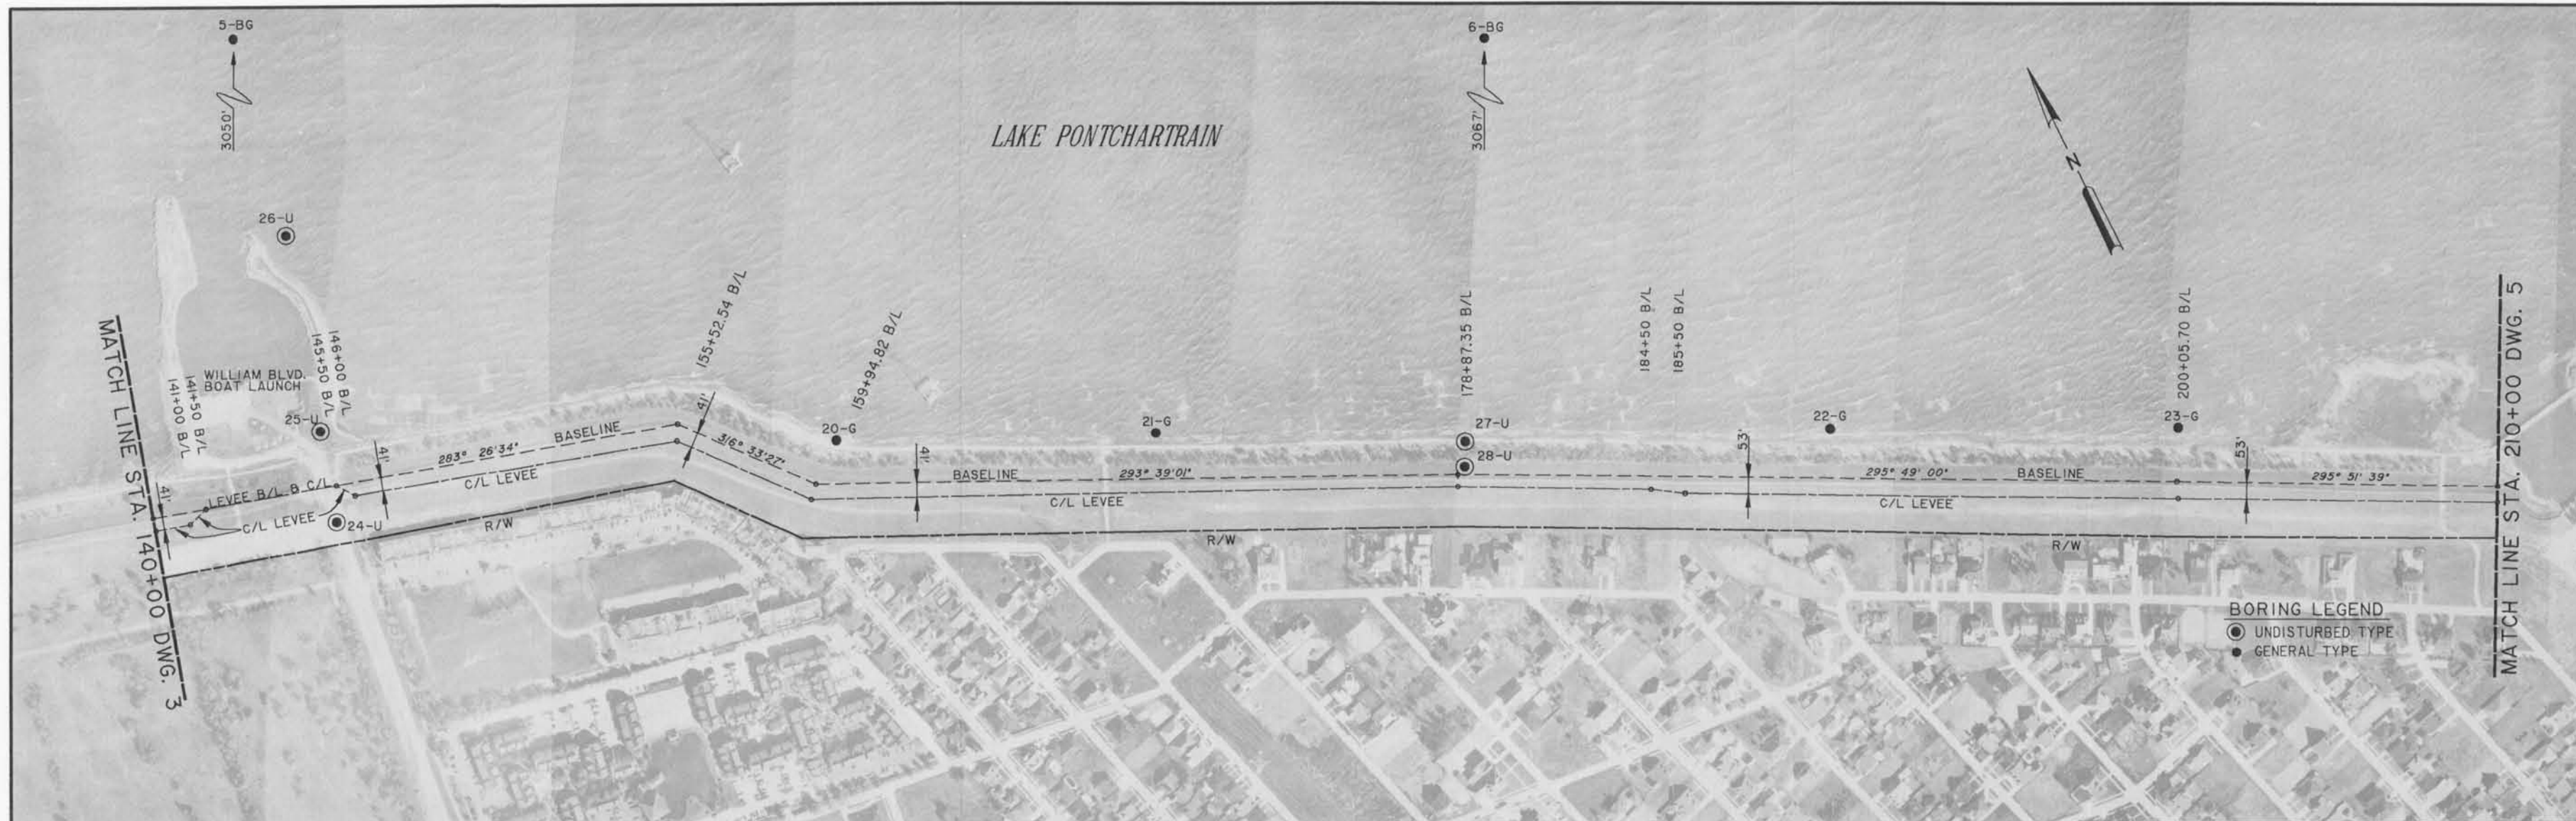 5-BG
3050'
6-BG
3067'
LAKE PONTCHARTRAIN
N
26-U
MATCH LINE STA. 140+00 DWG. 3
WILLIAM BLVD.
BOAT LAUNCH
141+00 B/L
141+50 B/L
145+50 B/L
146+00 B/L
25-U
155+52.54 B/L
159+94.82 B/L
178+87.35 B/L
184+50 B/L
185+50 B/L
200+05.70 B/L
MATCH LINE STA. 210+00 DWG. 5
41'
LEVEE B/L & C/L
C/L LEVEE
24-U
41'
283° 26'34"
BASELINE
C/L LEVEE
R/W
41'
316° 33'27"
20-G
41'
21-G
BASELINE
293° 39'01"
C/L LEVEE
R/W
27-U
28-U
53'
22-G
295° 49' 00"
BASELINE
C/L LEVEE
R/W
23-G
53'
295° 51' 39"
BORING LEGEND
UNDISTURBED TYPE
GENERAL TYPE